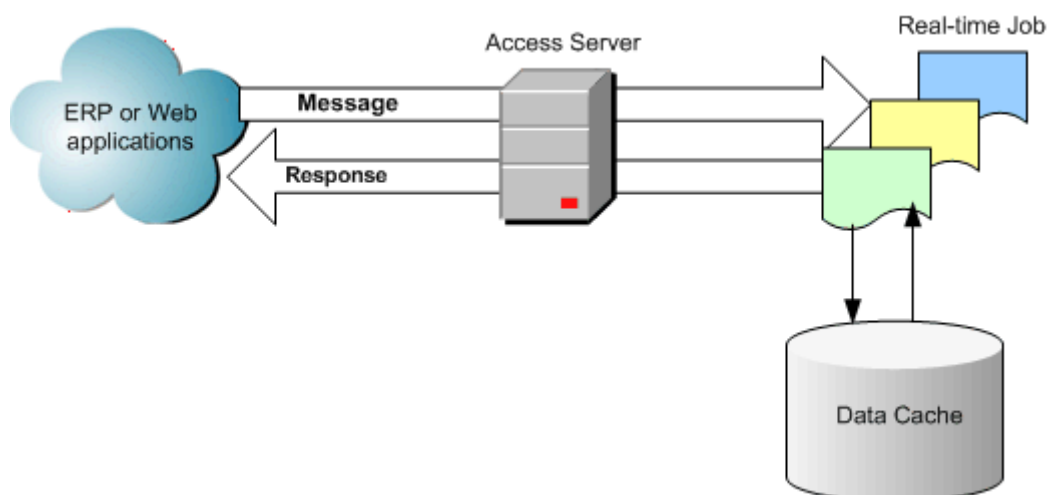 Real-time Job
Access Server
ERP or Web
applications
Message
Response
Data Cache